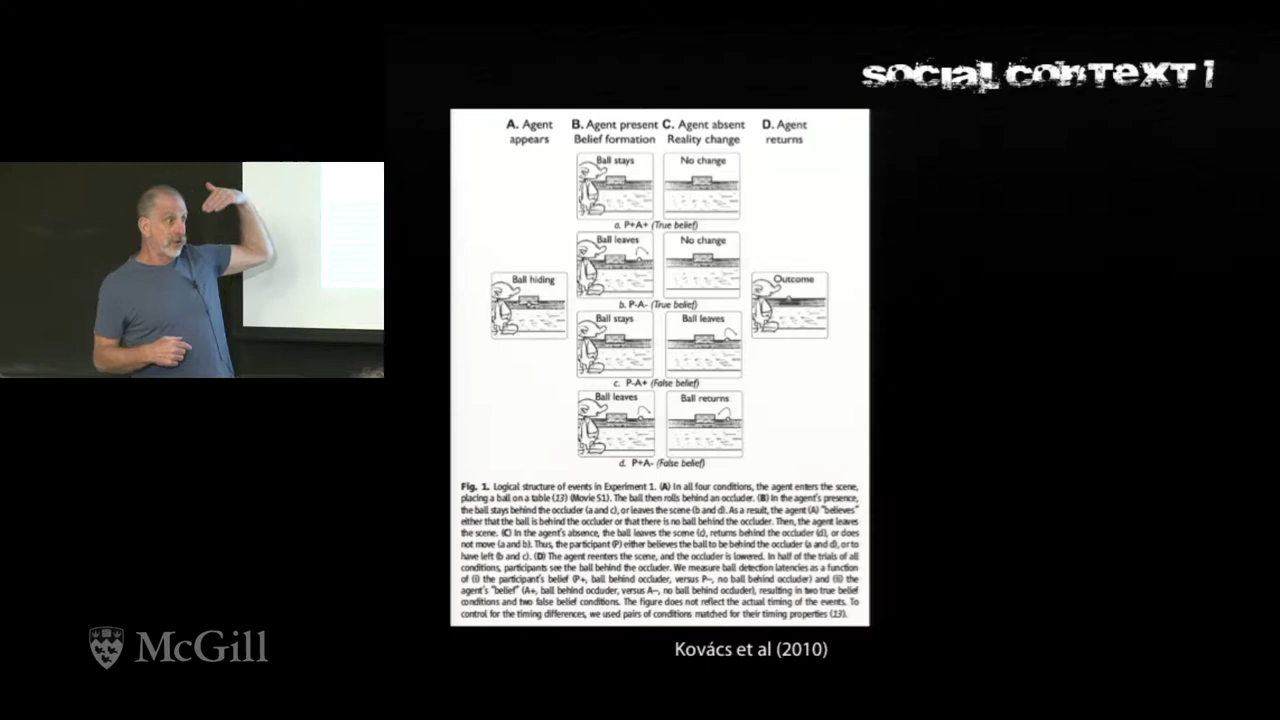 social context 1
A. Agent appears
B. Agent present Belief formation
C. Agent absent Reality change
D. Agent returns
Ball stays
No change
a. P+A+ (True belief)
Ball leaves
No change
b. P-A- (True belief)
Ball hiding
Outcome
Ball stays
Ball leaves
c. P-A+ (False belief)
Ball leaves
Ball returns
d. P+A- (False belief)
Fig. 1. Logical structure of events in Experiment 1. (A) In all four conditions, the agent enters the scene,
placing a ball on a table (13) (Movie S1). The ball then rolls behind an occluder. (B) In the agent's presence,
the ball stays behind the occluder (a and c), or leaves the scene (b and d). As a result, the agent (A) "believes"
either that the ball is behind the occluder or that there is no ball behind the occluder. Then, the agent leaves
the scene. (C) In the agent's absence, the ball leaves the scene (c), returns behind the occluder (d), or does
not move (a and b). Thus, the participant (P) either believes the ball to be behind the occluder (a and d), or to
have left (b and c). (D) The agent reenters the scene, and the occluder is lowered. In half of the trials of all
conditions, participants see the ball behind the occluder. We measure ball detection latencies as a function
of (i) the participant's belief (P+, ball behind occluder, versus P–, no ball behind occluder) and (ii) the
agent's "belief" (A+, ball behind occluder, versus A–, no ball behind occluder), resulting in two true belief
conditions and two false belief conditions. The figure does not reflect the actual timing of the events. To
control for the timing differences, we used pairs of conditions matched for their timing properties (13).
Kovács et al (2010)
McGill